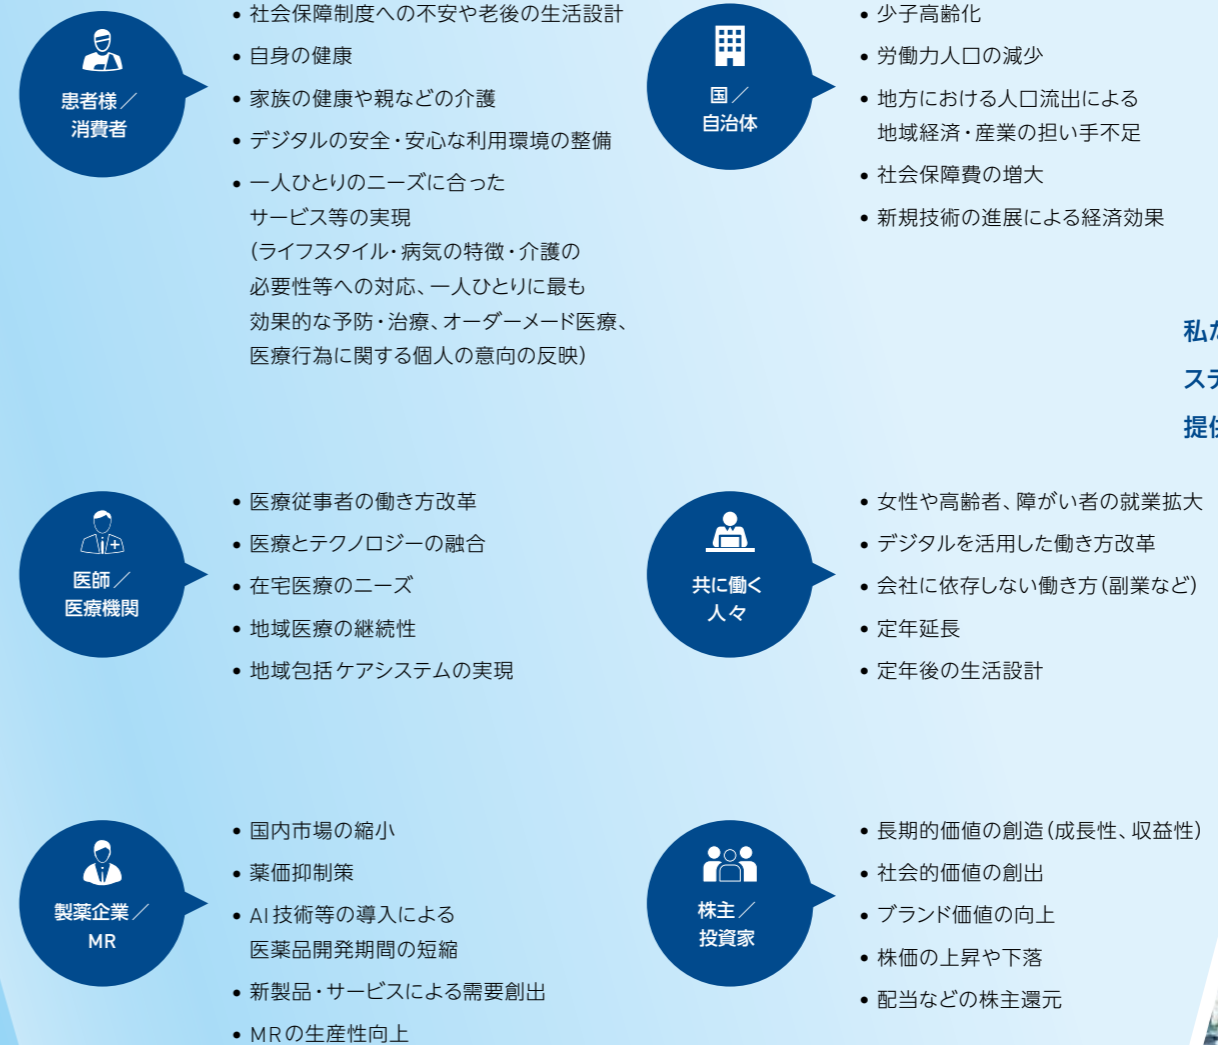 患者様／
消費者
• 社会保障制度への不安や老後の生活設計
• 自身の健康
• 家族の健康や親などの介護
• デジタルの安全・安心な利用環境の整備
• 一人ひとりのニーズに合った
サービス等の実現
（ライフスタイル・病気の特徴・介護の
必要性等への対応、一人ひとりに最も
効果的な予防・治療、オーダーメード医療、
医療行為に関する個人の意向の反映）
国／
自治体
• 少子高齢化
• 労働力人口の減少
• 地方における人口流出による
地域経済・産業の担い手不足
• 社会保障費の増大
• 新規技術の進展による経済効果
私
ス
提
医師／
医療機関
• 医療従事者の働き方改革
• 医療とテクノロジーの融合
• 在宅医療のニーズ
• 地域医療の継続性
• 地域包括ケアシステムの実現
共に働く
人々
• 女性や高齢者、障がい者の就業拡大
• デジタルを活用した働き方改革
• 会社に依存しない働き方（副業など）
• 定年延長
• 定年後の生活設計
製薬企業／
MR
• 国内市場の縮小
• 薬価抑制策
• AI技術等の導入による
医薬品開発期間の短縮
• 新製品・サービスによる需要創出
• MRの生産性向上
株主／
投資家
• 長期的価値の創造（成長性、収益性）
• 社会的価値の創出
• ブランド価値の向上
• 株価の上昇や下落
• 配当などの株主還元